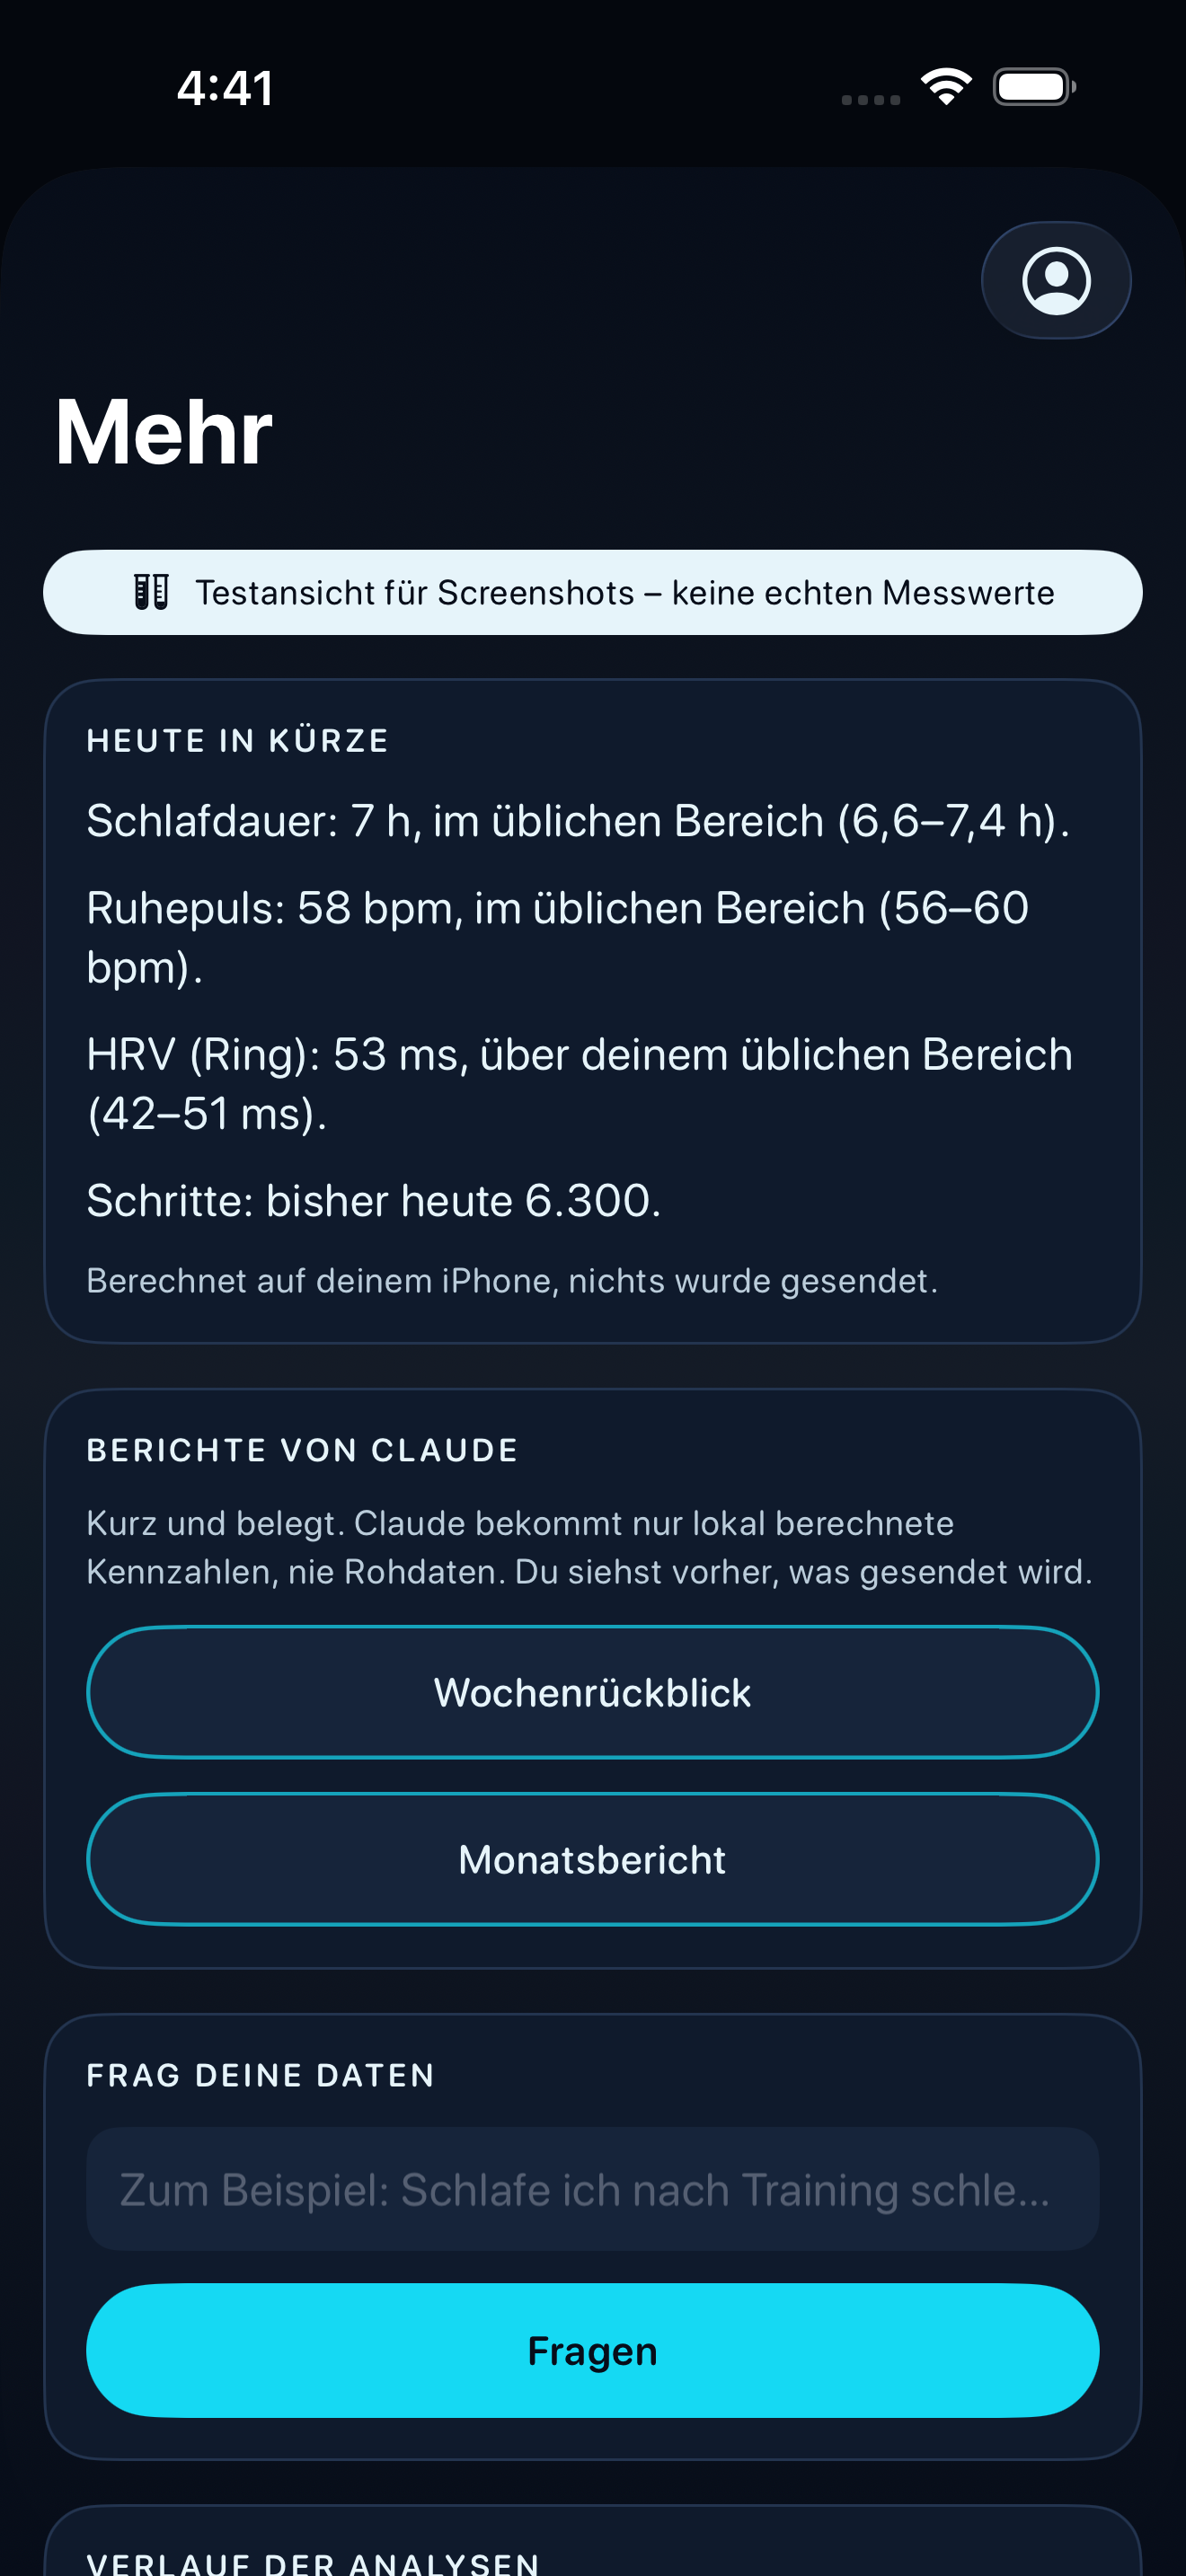 4:41
Mehr
Testansicht für Screenshots – keine echten Messwerte
HEUTE IN KÜRZE
Schlafdauer: 7 h, im üblichen Bereich (6,6–7,4 h).
Ruhepuls: 58 bpm, im üblichen Bereich (56–60
bpm).
HRV (Ring): 53 ms, über deinem üblichen Bereich
(42–51 ms).
Schritte: bisher heute 6.300.
Berechnet auf deinem iPhone, nichts wurde gesendet.
BERICHTE VON CLAUDE
Kurz und belegt. Claude bekommt nur lokal berechnete
Kennzahlen, nie Rohdaten. Du siehst vorher, was gesendet wird.
Wochenrückblick
Monatsbericht
FRAG DEINE DATEN
Zum Beispiel: Schlafe ich nach Training schle...
Fragen
VERLAUF DER ANALYSEN